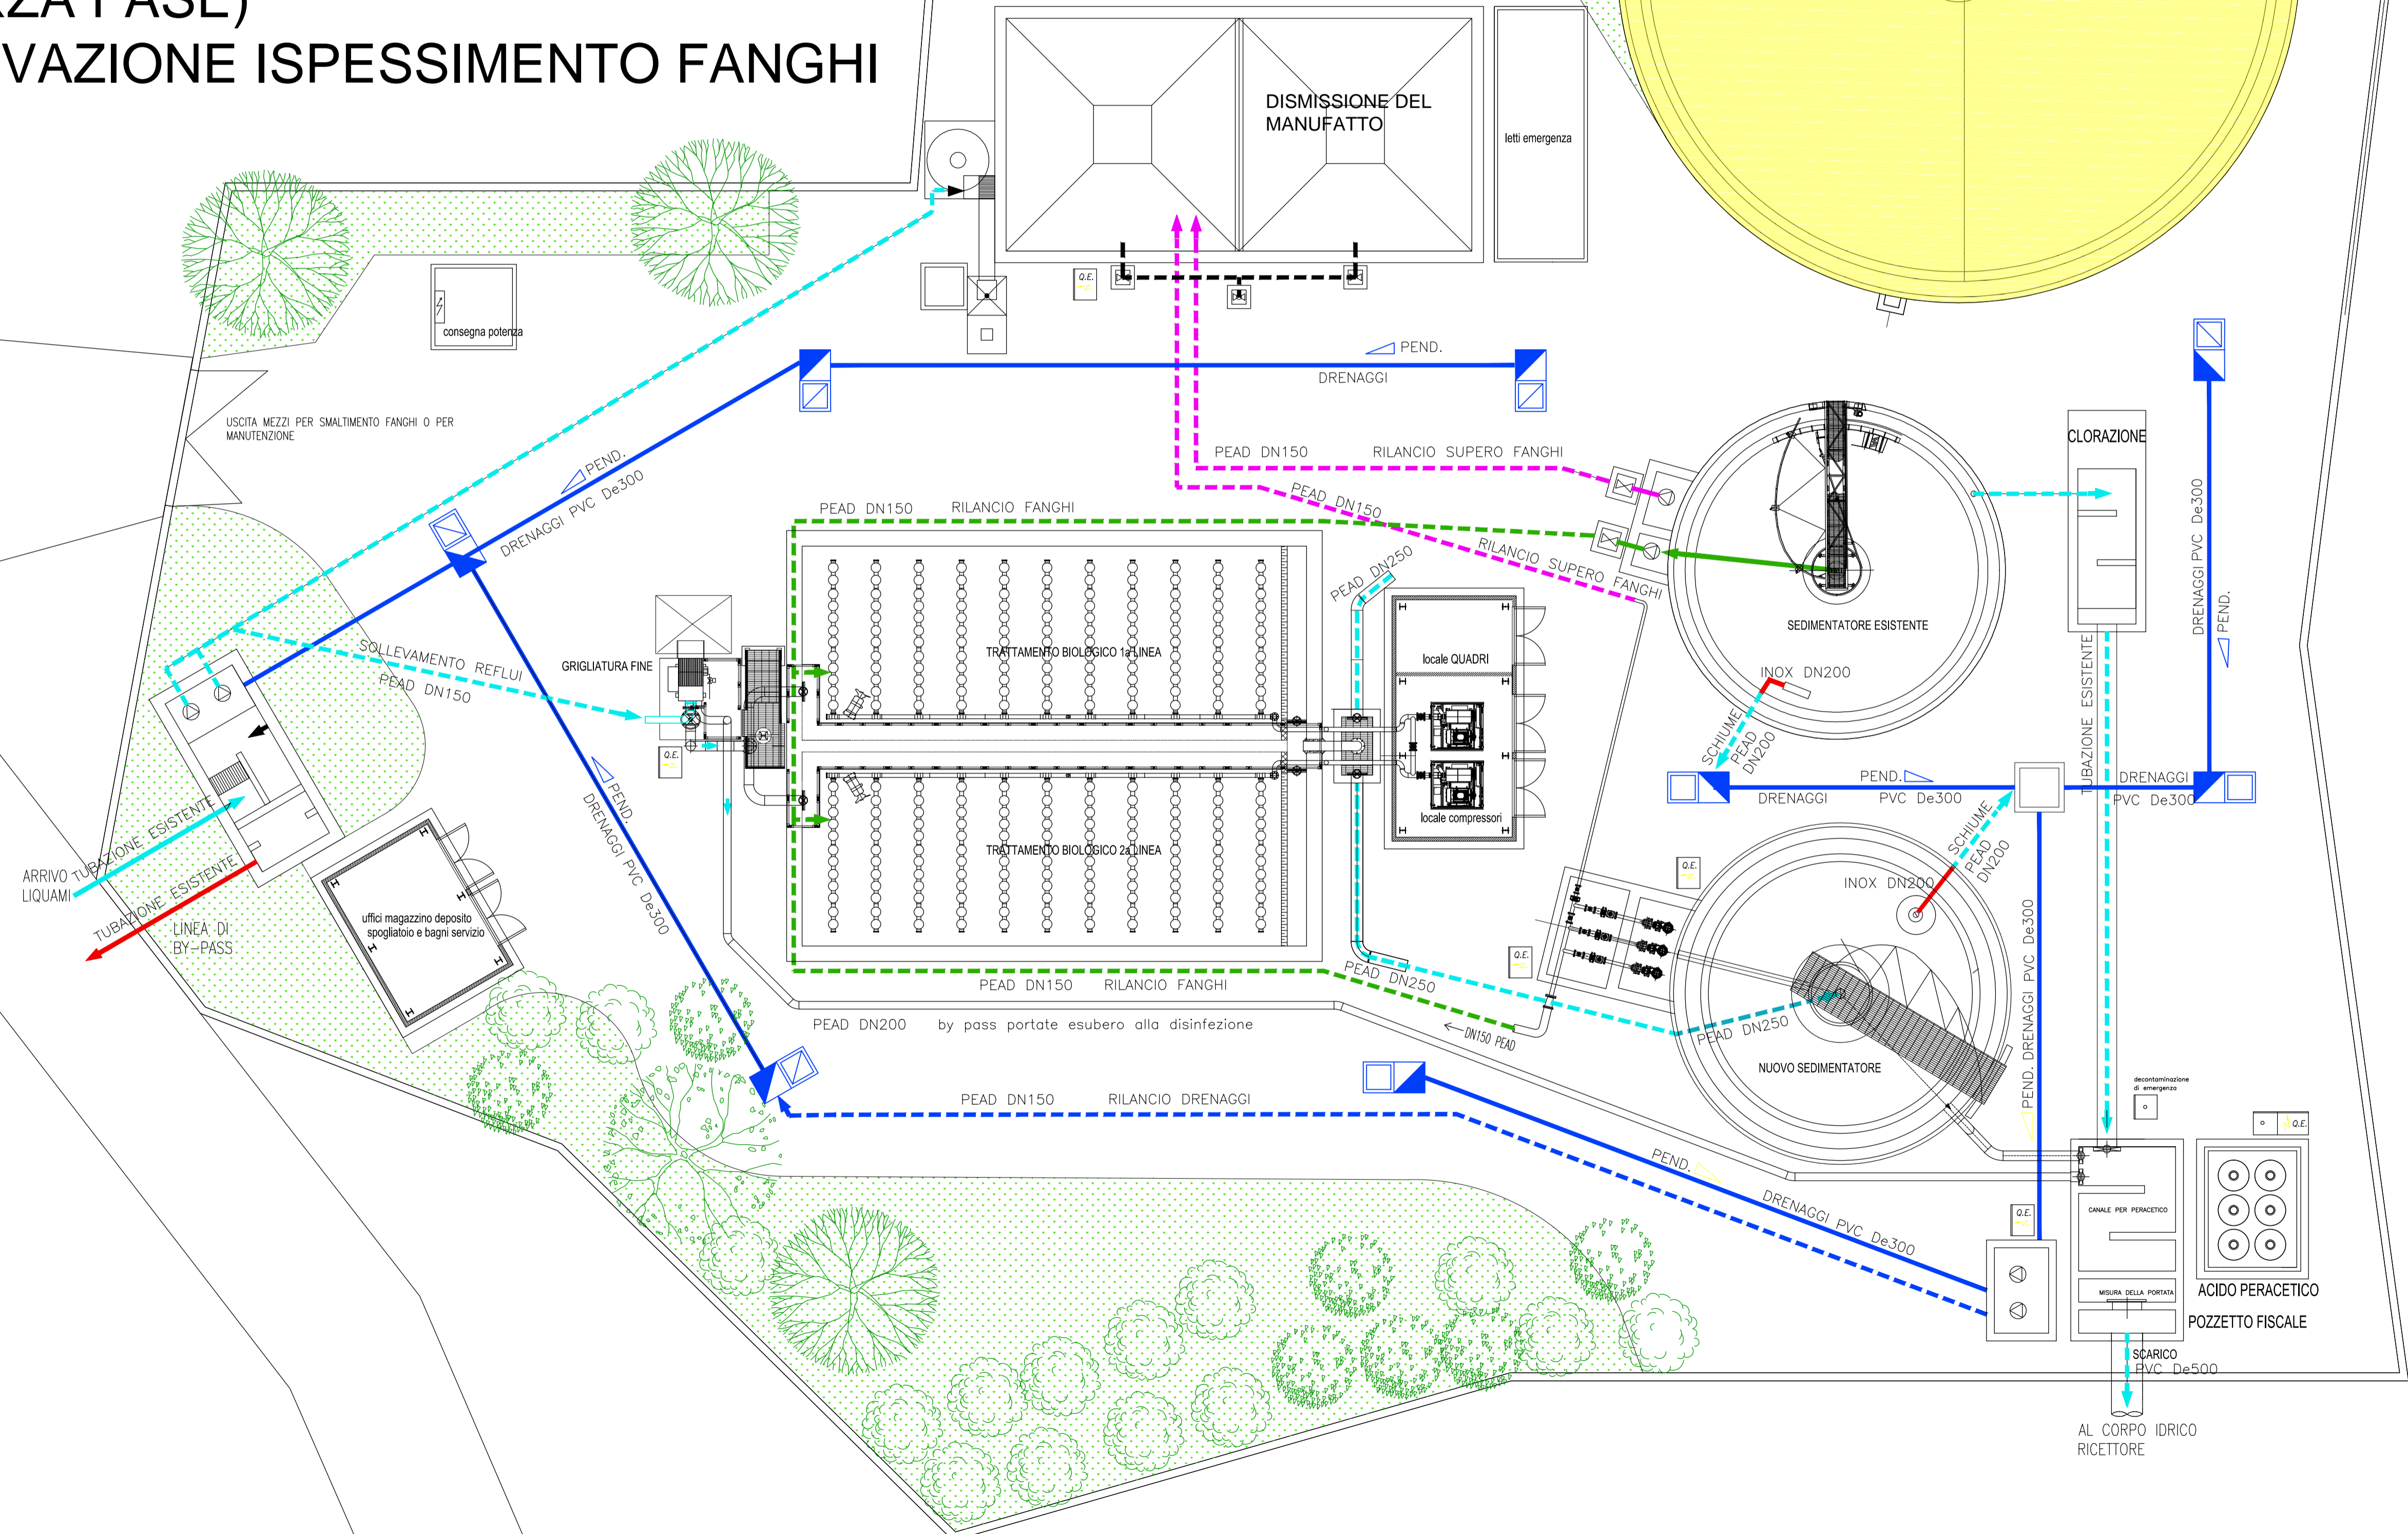 VAZIONE ISPESSIMENTO FANGHI
DISMISSIONE DEL
MANUFATTO
letti emergenza
Q.E.
consegna potenza
PEND.
DRENAGGI
USCITA MEZZI PER SMALTIMENTO FANGHI O PER
MANUTENZIONE
PEND.
DRENAGGI PVC De300
PEAD DN150 RILANCIO SUPERO FANGHI
PEAD DN150
RILANCIO SUPERO FANGHI
PEAD DN150 RILANCIO FANGHI
PEAD DN250
CLORAZIONE
DRENAGGI PVC De300
PEND.
SEDIMENTATORE ESISTENTE
INOX DN200
SCHIUME
PEAD
DN200
TUBAZIONE ESISTENTE
SOLLEVAMENTO REFLUI
PEAD DN150
GRIGLIATURA FINE
Q.E.
TRATTAMENTO BIOLOGICO 1a LINEA
locale QUADRI
locale compressori
TRATTAMENTO BIOLOGICO 2a LINEA
PEND.
DRENAGGI PVC De300
PEND.
DRENAGGI PVC De300
DRENAGGI
PVC De300
SCHIUME
PEAD
DN200
INOX DN200
Q.E.
Q.E.
ARRIVO
LIQUAMI
TUBAZIONE ESISTENTE
TUBAZIONE ESISTENTE
LINEA DI
BY-PASS
uffici magazzino deposito
spogliatoio e bagni servizio
PEAD DN150 RILANCIO FANGHI
PEAD DN250
PEAD DN200 by pass portate esubero alla disinfezione
DN150 PEAD
PEAD DN250
NUOVO SEDIMENTATORE
PEND. DRENAGGI PVC De300
decontaminazione
di emergenza
Q.E.
PEAD DN150 RILANCIO DRENAGGI
PEND.
DRENAGGI PVC De300
Q.E.
CANALE PER PERACETICO
MISURA DELLA PORTATA
ACIDO PERACETICO
POZZETTO FISCALE
SCARICO
PVC De500
AL CORPO IDRICO
RICETTORE